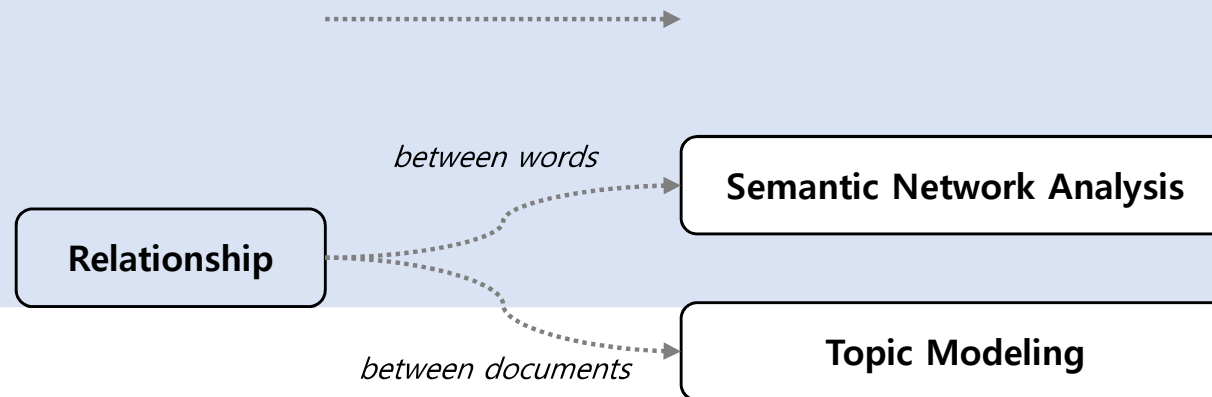 between words
Semantic Network Analysis
Relationship
Topic Modeling
between documents